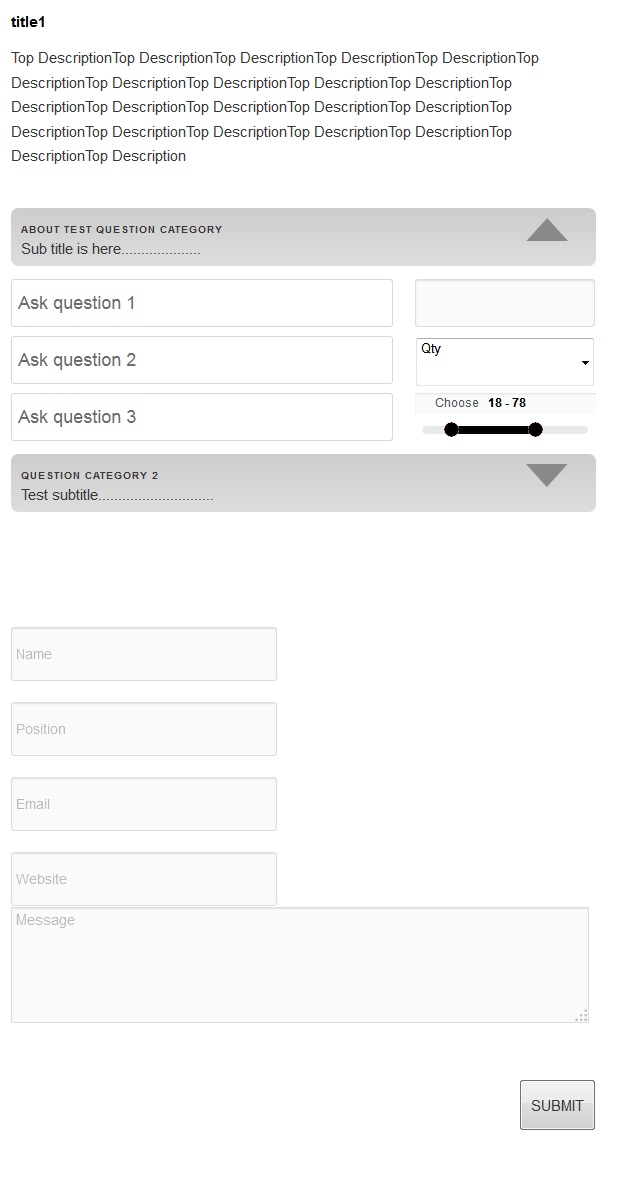 title1
Top DescriptionTop DescriptionTop DescriptionTop DescriptionTop DescriptionTop
DescriptionTop DescriptionTop DescriptionTop DescriptionTop DescriptionTop
DescriptionTop DescriptionTop DescriptionTop DescriptionTop DescriptionTop
DescriptionTop DescriptionTop DescriptionTop DescriptionTop DescriptionTop
DescriptionTop Description
ABOUT TEST QUESTION CATEGORY
Sub title is here....................
Ask question 1
Ask question 2
Qty
Ask question 3
Choose 18 - 78
QUESTION CATEGORY 2
Test subtitle.............................
Name
Position
Email
Website
Message
SUBMIT